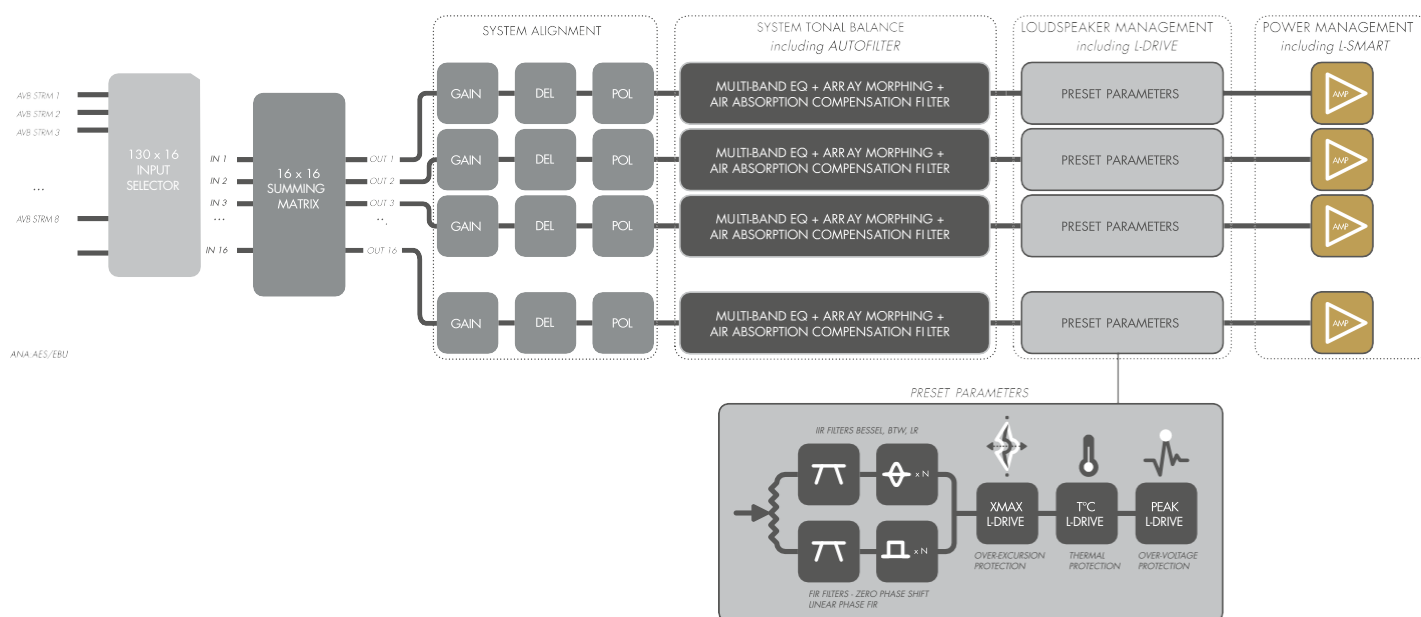 SYSTEM ALIGNMENT
SYSTEM TONAL BALANCE
including AUTOFILTER
LOUDSPEAKER MANAGEMENT
including L-DRIVE
POWER MANAGEMENT
including L-SMART
AVB STRM 1
AVB STRM 2
AVB STRM 3
...
AVB STRM 8
ANA AES/EBU
130 x 16
INPUT
SELECTOR
IN 1
IN 2
IN 3
...
IN 16
16 x 16
SUMMING
MATRIX
OUT 1
OUT 2
OUT 3
...
OUT 16
GAIN
DEL
POL
MULTI-BAND EQ + ARRAY MORPHING +
AIR ABSORPTION COMPENSATION FILTER
PRESET PARAMETERS
AMP
GAIN
DEL
POL
MULTI-BAND EQ + ARRAY MORPHING +
AIR ABSORPTION COMPENSATION FILTER
PRESET PARAMETERS
AMP
GAIN
DEL
POL
MULTI-BAND EQ + ARRAY MORPHING +
AIR ABSORPTION COMPENSATION FILTER
PRESET PARAMETERS
AMP
GAIN
DEL
POL
MULTI-BAND EQ + ARRAY MORPHING +
AIR ABSORPTION COMPENSATION FILTER
PRESET PARAMETERS
AMP
PRESET PARAMETERS
IIR FILTERS BESSEL, BTW, LR
x N
x N
FIR FILTERS - ZERO PHASE SHIFT
LINEAR PHASE FIR
XMAX
L-DRIVE
OVER-EXCURSION
PROTECTION
T°C
L-DRIVE
THERMAL
PROTECTION
PEAK
L-DRIVE
OVER-VOLTAGE
PROTECTION